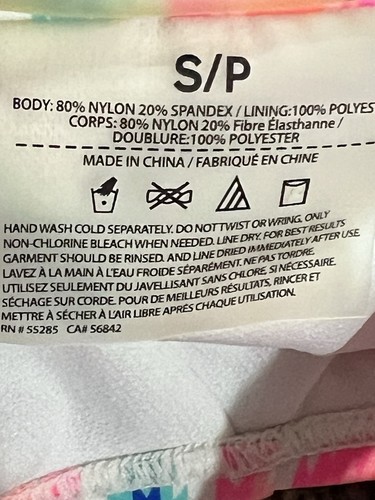 S/P
BODY: 80% NYLON 20% SPANDEX / LINING:100% POLYES
CORPS: 80% NYLON 20% Fibre Élasthanne /
DOUBLURE:100% POLYESTER
MADE IN CHINA / FABRIQUÉ EN CHINE
HAND WASH COLD SEPARATELY. DO NOT TWIST OR WRING. ONLY
NON-CHLORINE BLEACH WHEN NEEDED. LINE DRY. FOR BEST RESULTS
GARMENT SHOULD BE RINSED. AND LINE DRIED IMMEDIATELY AFTER USE.
LAVEZ À LA MAIN À L'EAU FROIDE SÉPARÉMENT. NE PAS TORDRE.
UTILISEZ SEULEMENT DU JAVELLISANT SANS CHLORE, SI NÉCESSAIRE.
SÉCHAGE SUR CORDE. POUR DE MEILLEURS RÉSULTATS, RINCER ET
METTRE À SÉCHER À L'AIR LIBRE APRÈS CHAQUE UTILISATION.
RN # 55285 CA# 56842